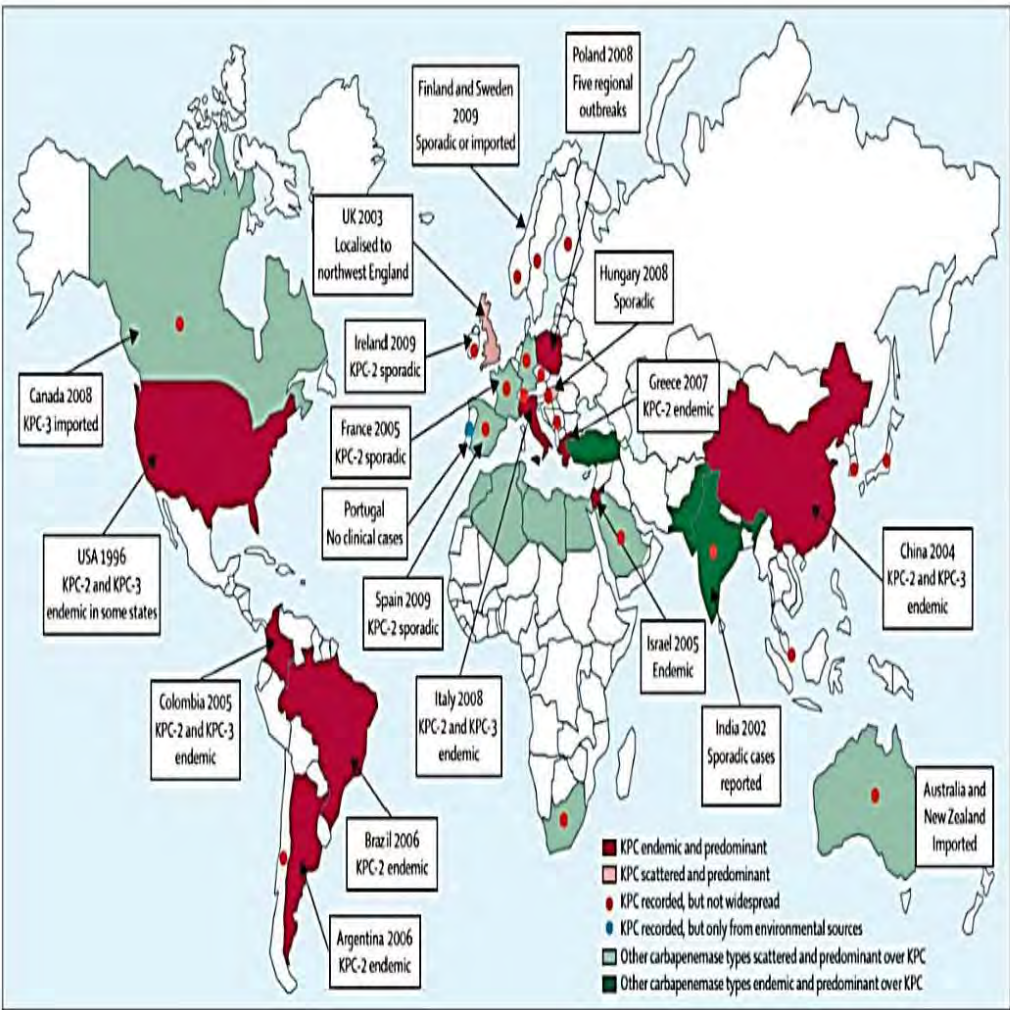 Poland 2008
Five regional
outbreaks
Finland and Sweden
2009
Sporadic or imported
UK 2003
Localised to
northwest England
Hungary 2008
Sporadic
Ireland 2009
KPC-2 sporadic
Greece 2007
KPC-2 endemic
Canada 2008
KPC-3 imported
France 2005
KPC-2 sporadic
Portugal
No clinical cases
USA 1996
KPC-2 and KPC-3
endemic in some states
China 2004
KPC-2 and KPC-3
endemic
Spain 2009
KPC-2 sporadic
Israel 2005
Endemic
Colombia 2005
KPC-2 and KPC-3
endemic
Italy 2008
KPC-2 and KPC-3
endemic
India 2002
Sporadic cases
reported
Australia and
New Zealand
Imported
Brazil 2006
KPC-2 endemic
Argentina 2006
KPC-2 endemic
KPC endemic and predominant
KPC scattered and predominant
KPC recorded, but not widespread
KPC recorded, but only from environmental sources
Other carbapenemase types scattered and predominant over KPC
Other carbapenemase types endemic and predominant over KPC